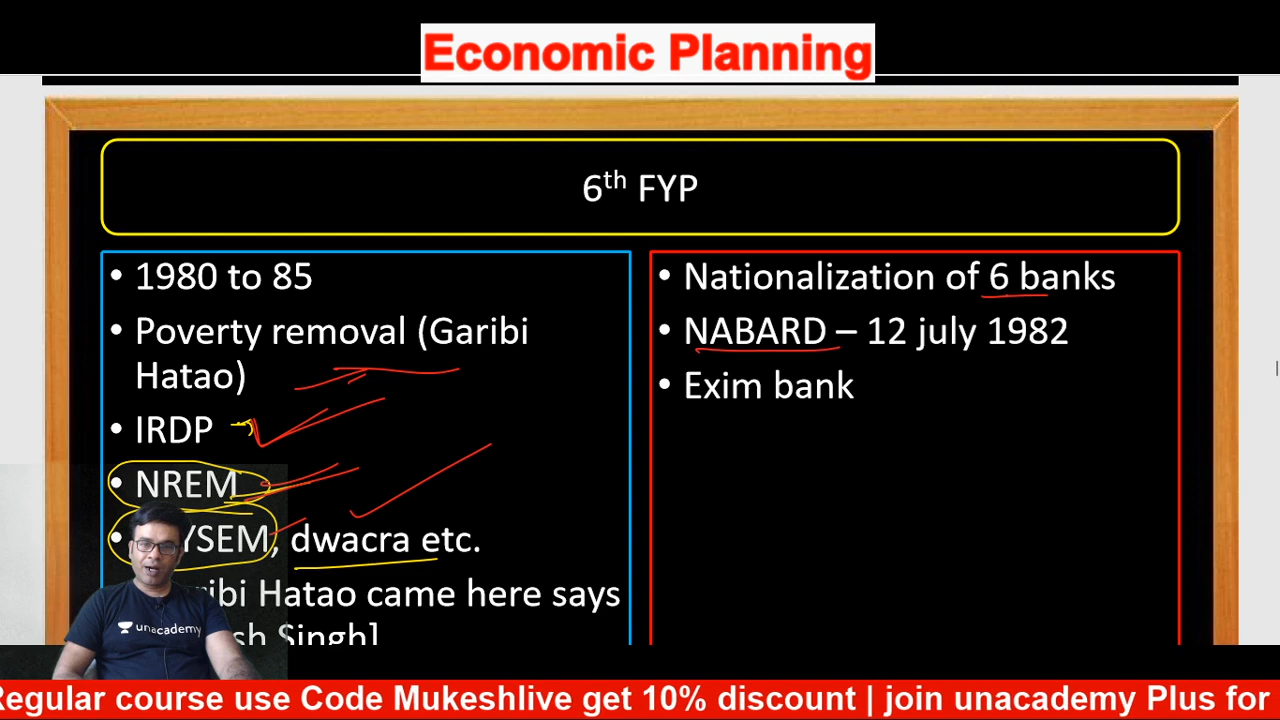 Economic Planning
6th FYP
• 1980 to 85
• Poverty removal (Garibi
Hatao)
• IRDP
• NREM
• YSEM, dwacra etc.
ribi Hatao came here says
sh Singh]
• Nationalization of 6 banks
• NABARD – 12 july 1982
• Exim bank
unacademy
Regular course use Code Mukeshlive get 10% discount | join unacademy Plus for